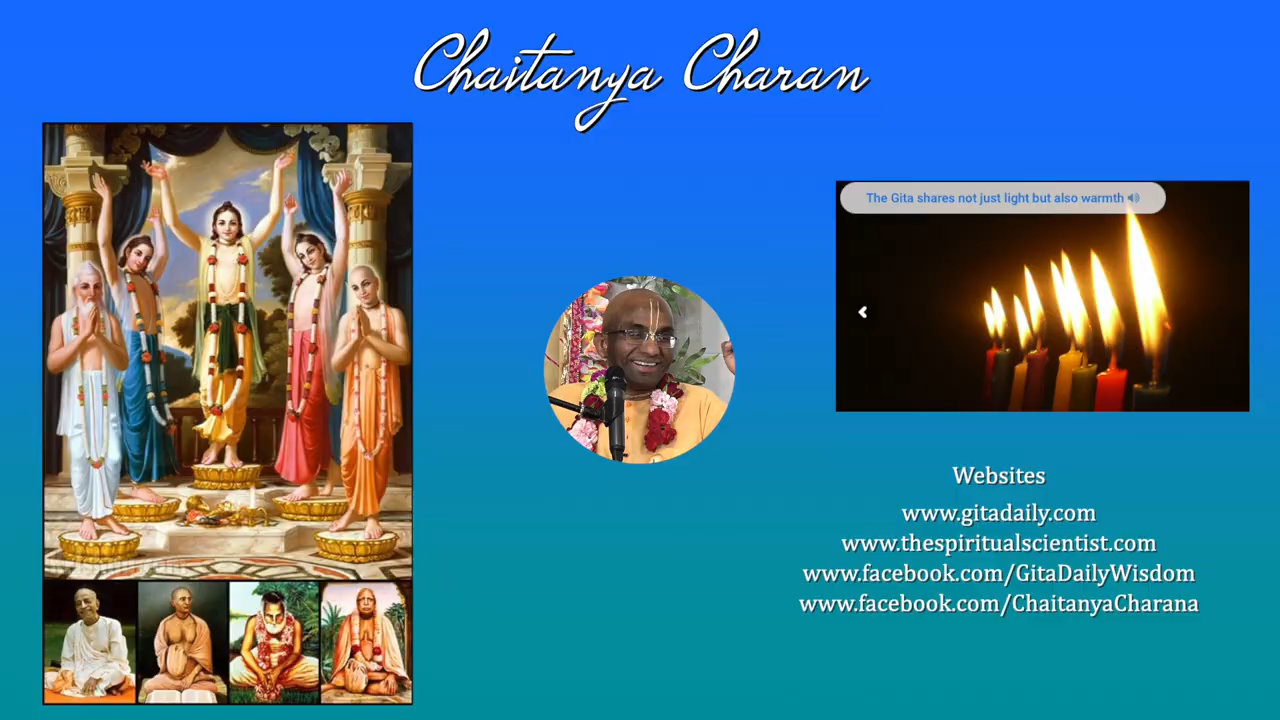 Chaitanya Charan
The Gita shares not just light but also warmth
Websites
www.gitadaily.com
www.thespiritualscientist.com
www.facebook.com/GitaDailyWisdom
www.facebook.com/ChaitanyaCharana